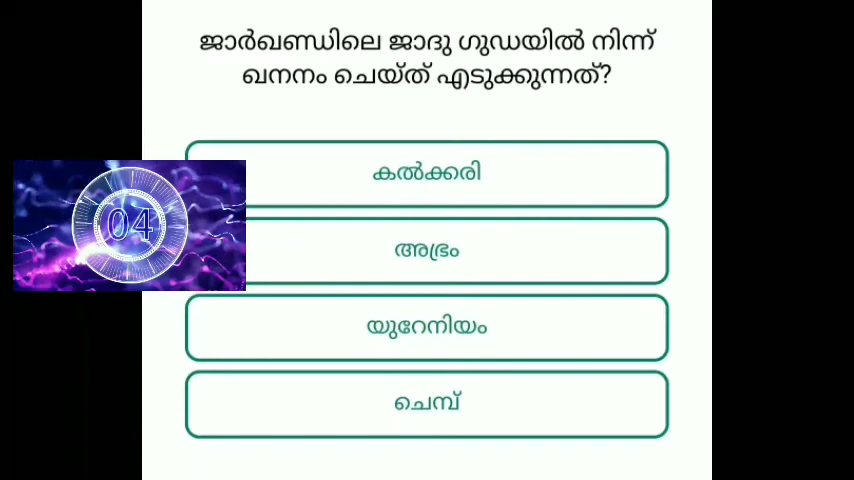 ജാർഖണ്ഡിലെ ജാദു ഗുഡയിൽ നിന്ന്
ഖനനം ചെയ്ത് എടുക്കുന്നത്?
കൽക്കരി
04
അഭ്രം
യുറേനിയം
ചെമ്പ്